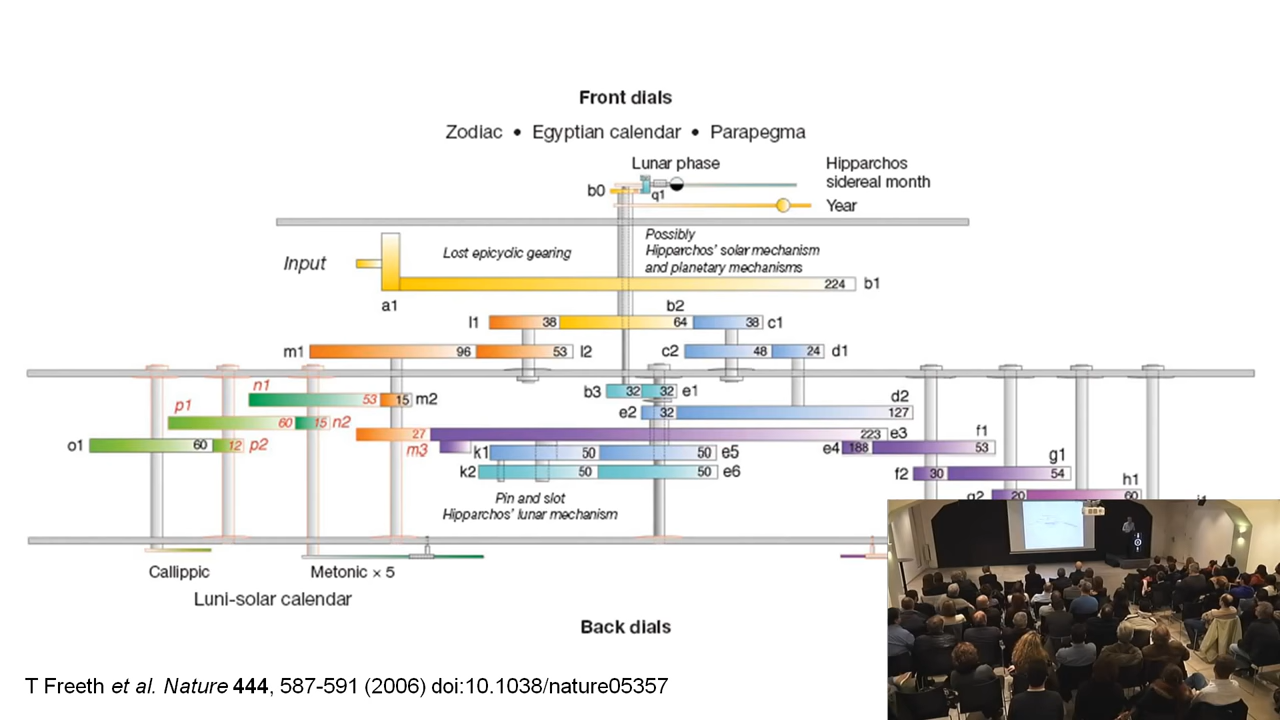 Front dials
Zodiac • Egyptian calendar • Parapegma
Lunar phase
Hipparchos
sidereal month
b0
q1
Year
Input
Lost epicyclic gearing
Possibly
Hipparchos' solar mechanism
and planetary mechanisms
224 b1
a1
b2
l1 38 64 38 c1
m1 96 53 l2 c2 48 24 d1
n1 53 15 m2 b3 32 32 e1
d2
p1 60 15 n2 e2 32 127
o1 60 12 p2 27 223 e3 f1
m3 k1 50 50 e5 e4 188 53
g1
k2 50 50 e6 f2 30 54
h1
g2 20 60
Pin and slot
Hipparchos' lunar mechanism
Callippic
Metonic × 5
Luni-solar calendar
Back dials
T Freeth et al. Nature 444, 587-591 (2006) doi:10.1038/nature05357